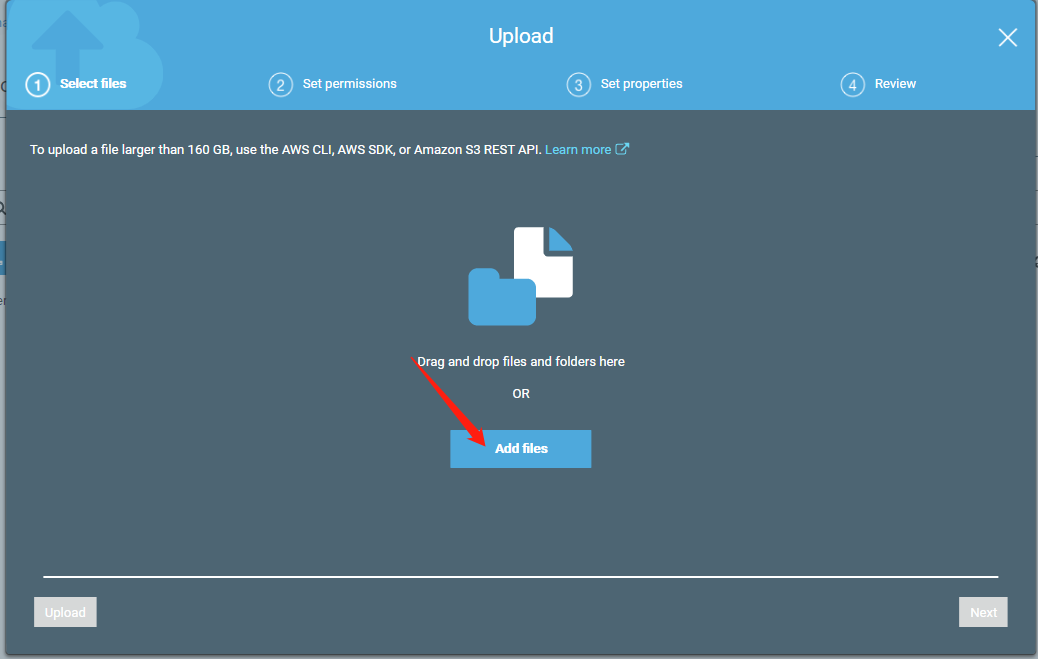 Upload
1 Select files
2 Set permissions
3 Set properties
4 Review
To upload a file larger than 160 GB, use the AWS CLI, AWS SDK, or Amazon S3 REST API. Learn more
Drag and drop files and folders here
OR
Add files
Upload
Next